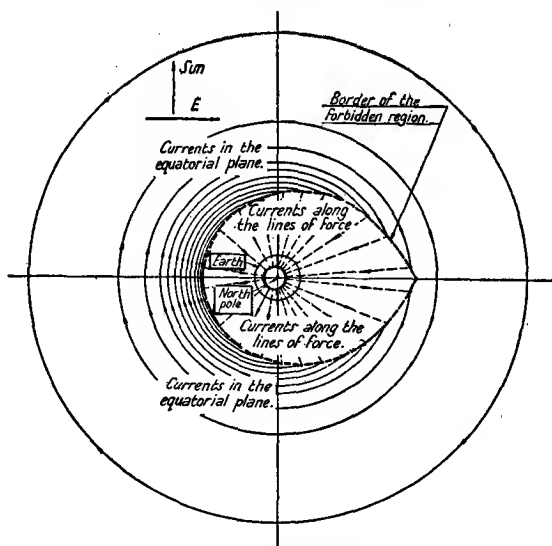 Sun
E
Border of the
forbidden region.
Currents in the
equatorial plane.
Currents along
the lines of force
Earth
North
pole
Currents along the
lines of force.
Currents in the
equatorial plane.